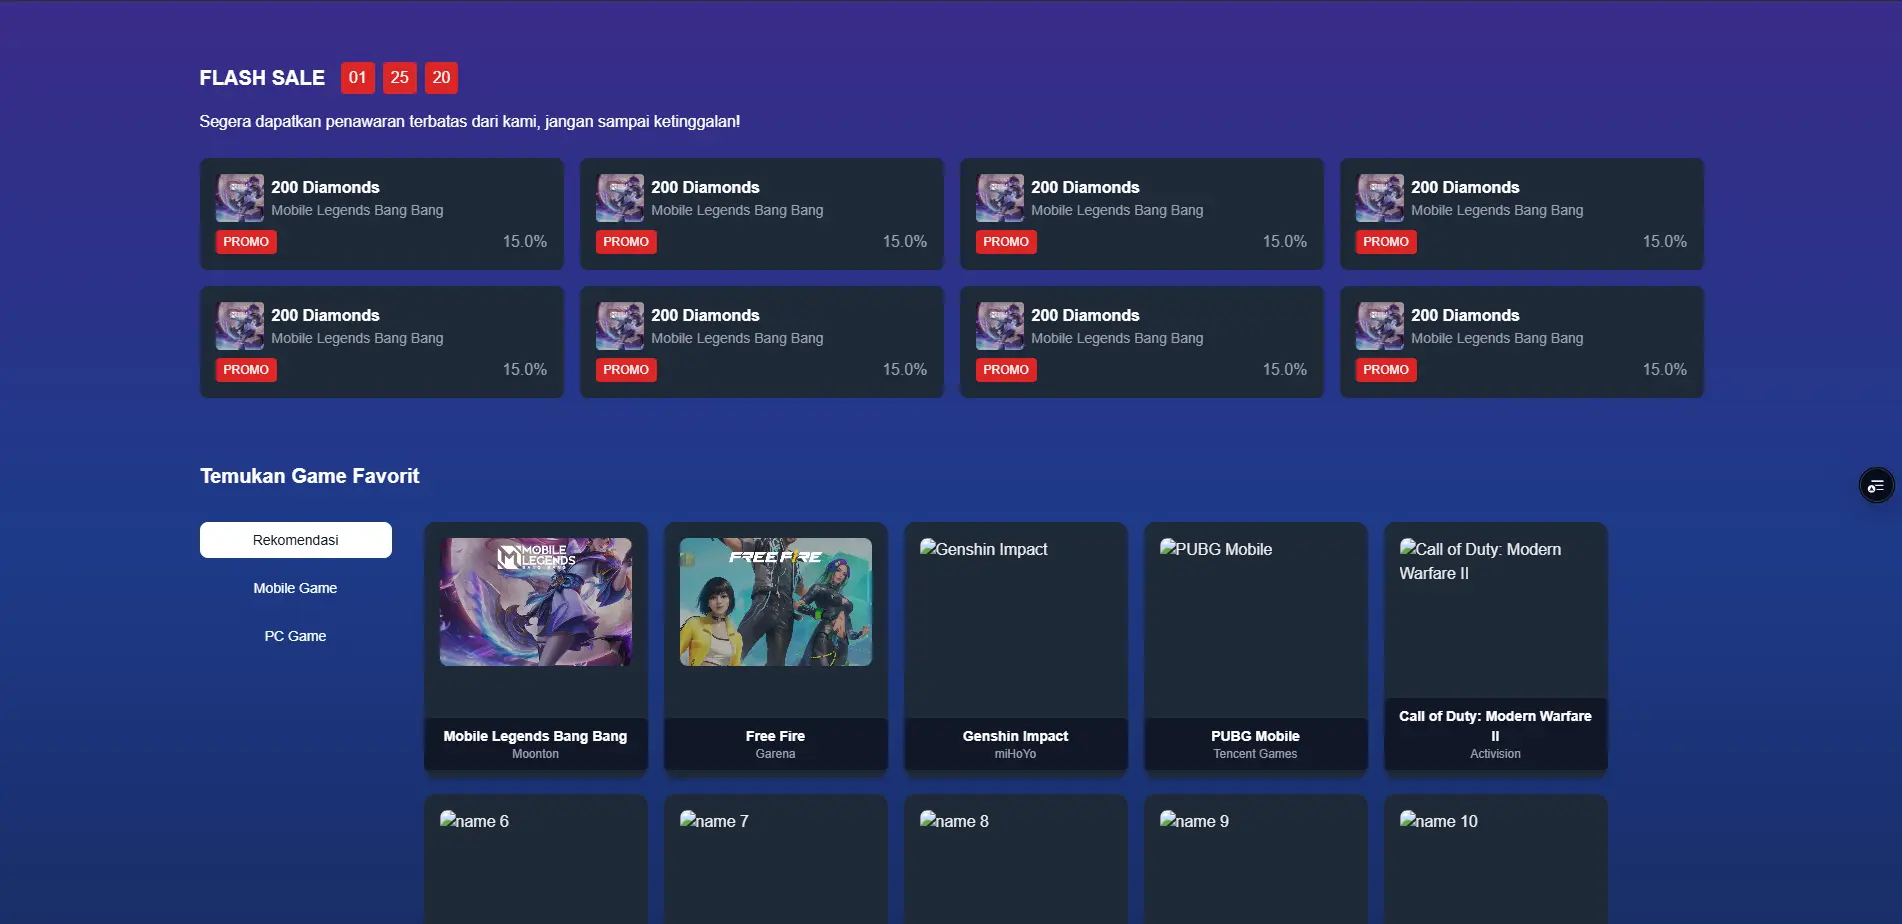 FLASH SALE 01 25 20
Segera dapatkan penawaran terbatas dari kami, jangan sampai ketinggalan!
200 Diamonds
Mobile Legends Bang Bang
PROMO 15.0%
200 Diamonds
Mobile Legends Bang Bang
PROMO 15.0%
200 Diamonds
Mobile Legends Bang Bang
PROMO 15.0%
200 Diamonds
Mobile Legends Bang Bang
PROMO 15.0%
200 Diamonds
Mobile Legends Bang Bang
PROMO 15.0%
200 Diamonds
Mobile Legends Bang Bang
PROMO 15.0%
200 Diamonds
Mobile Legends Bang Bang
PROMO 15.0%
200 Diamonds
Mobile Legends Bang Bang
PROMO 15.0%
Temukan Game Favorit
Rekomendasi
Mobile Game
PC Game
MOBILE
LEGENDS
BANG BANG
Mobile Legends Bang Bang
Moonton
FREE FIRE
Free Fire
Garena
Genshin Impact
Genshin Impact
miHoYo
PUBG Mobile
PUBG Mobile
Tencent Games
Call of Duty: Modern
Warfare II
Call of Duty: Modern Warfare
II
Activision
name 6
name 7
name 8
name 9
name 10